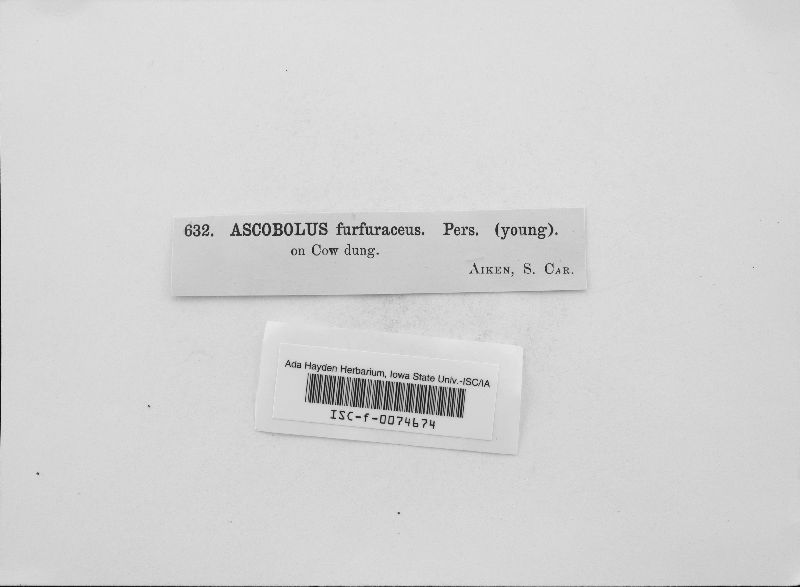 632. ASCOBOLUS furfuraceus. Pers. (young).
on Cow dung.
AIKEN, S. CAR.
Ada Hayden Herbarium, Iowa State Univ.-ISC/IA
ISC-f-0074674